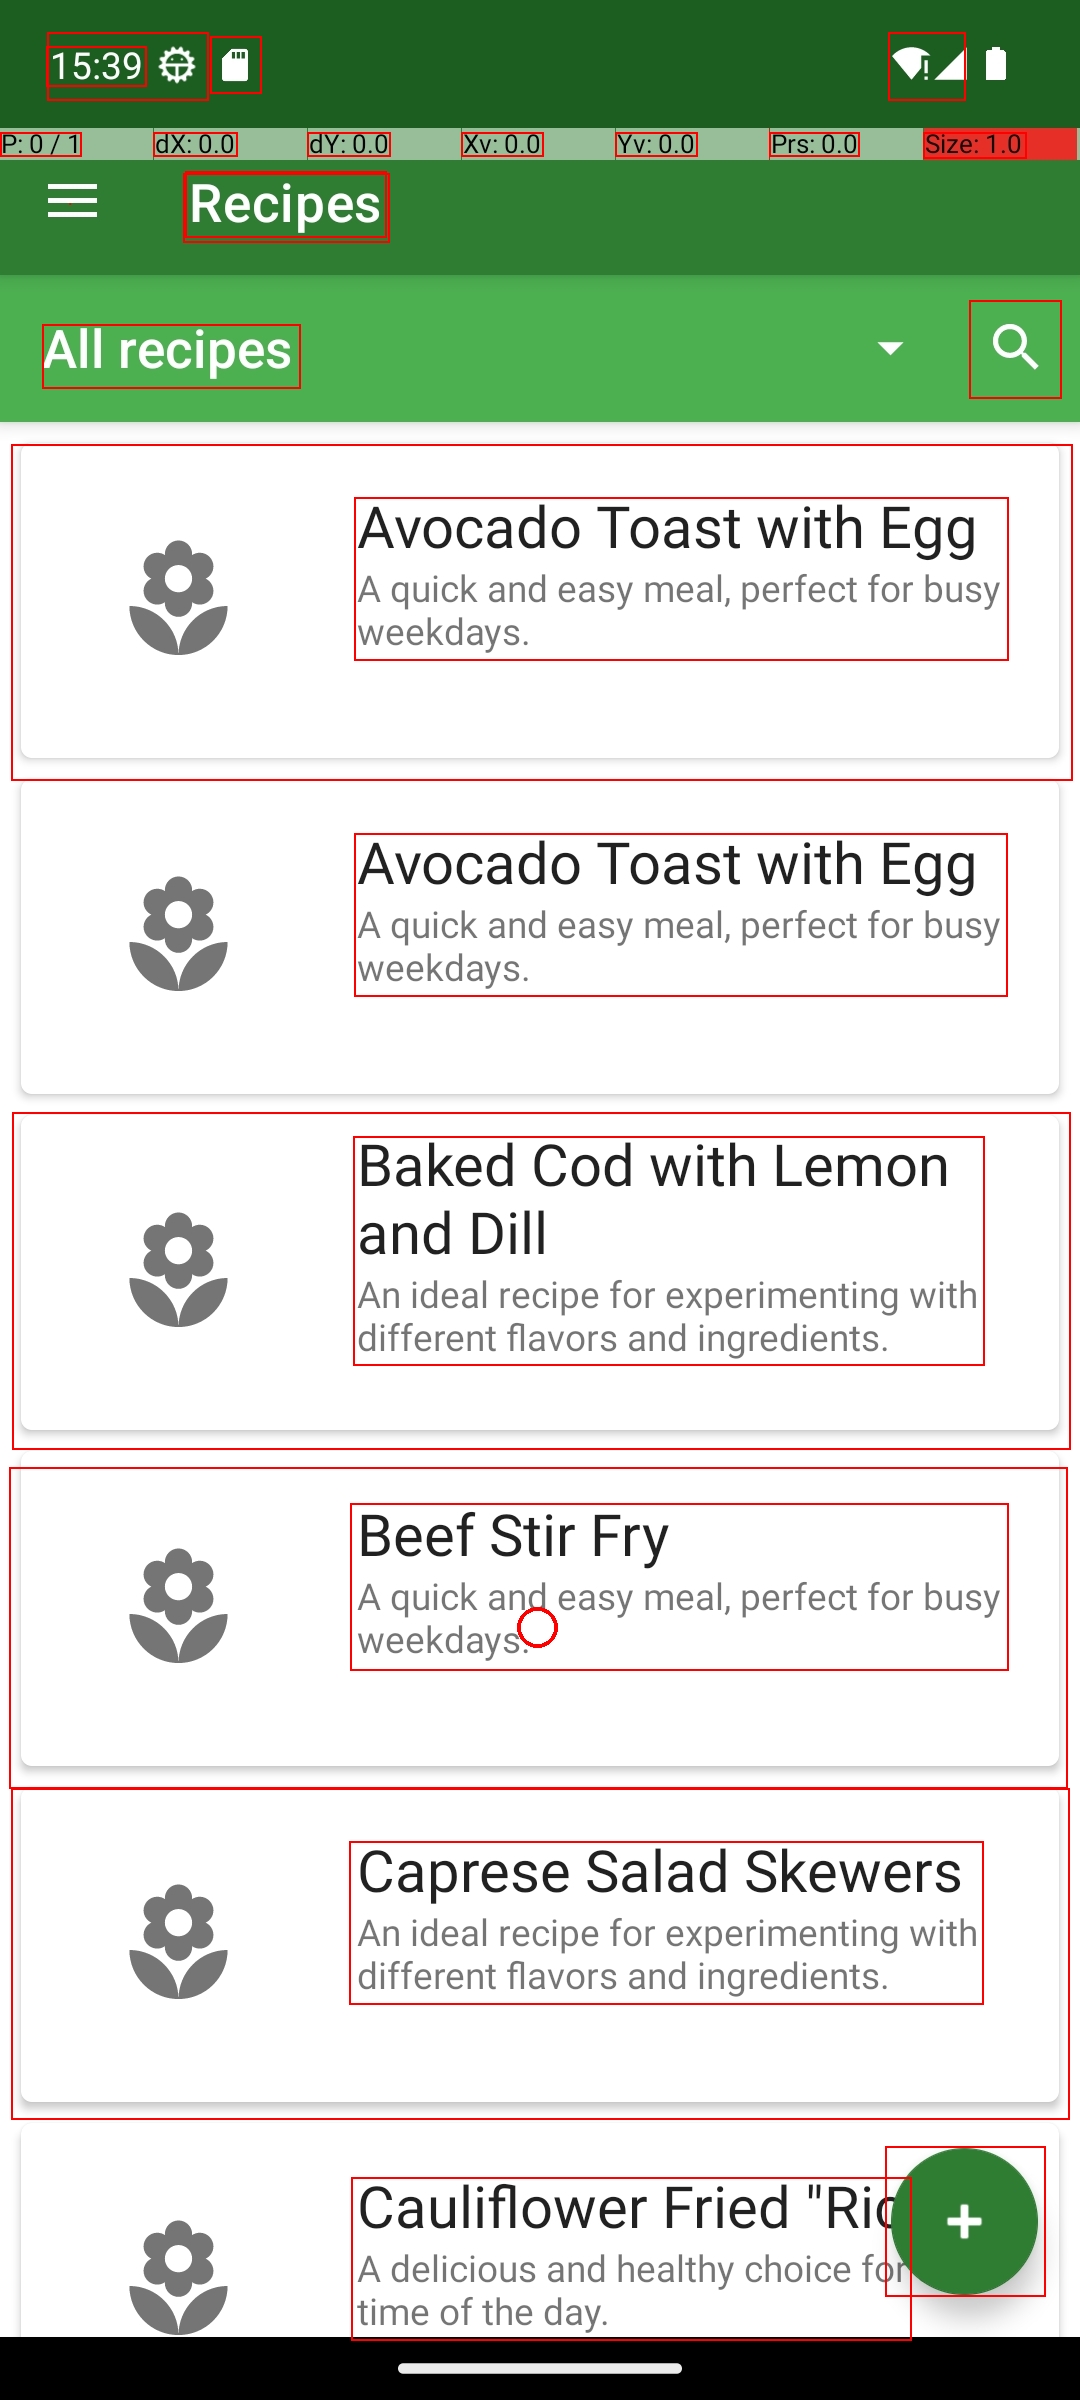 15:39
P: 0 / 1 dX: 0.0 dY: 0.0 Xv: 0.0 Yv: 0.0 Prs: 0.0 Size: 1.0
Recipes
All recipes
Avocado Toast with Egg
A quick and easy meal, perfect for busy
weekdays.
Avocado Toast with Egg
A quick and easy meal, perfect for busy
weekdays.
Baked Cod with Lemon
and Dill
An ideal recipe for experimenting with
different flavors and ingredients.
Beef Stir Fry
A quick and easy meal, perfect for busy
weekdays.
Caprese Salad Skewers
An ideal recipe for experimenting with
different flavors and ingredients.
Cauliflower Fried
A delicious and healthy choice for
time of the day.